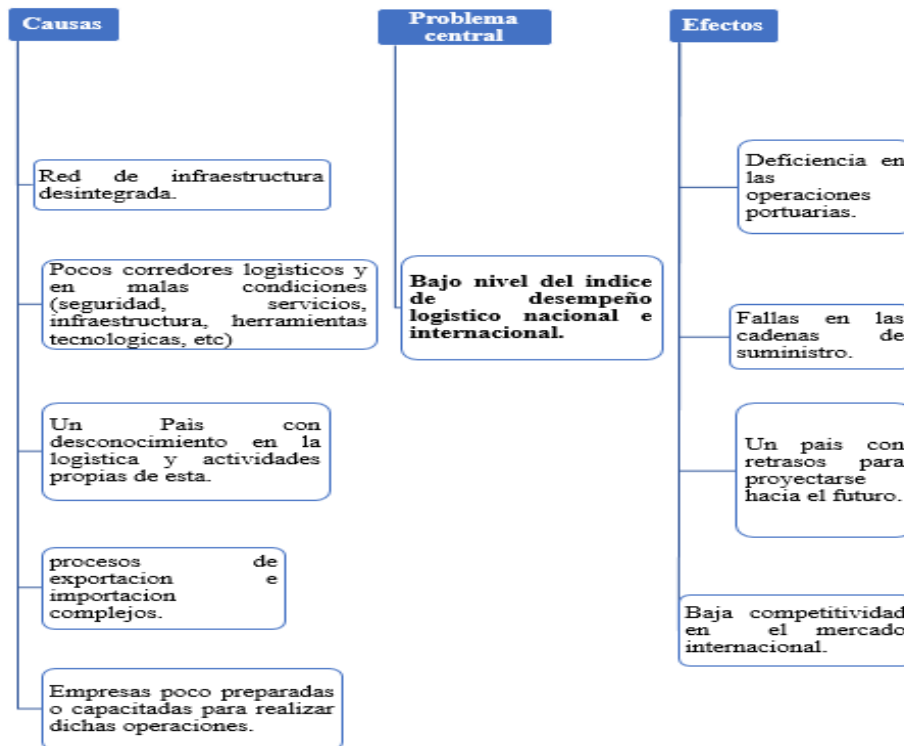 Causas
Red de infraestructura
desintegrada.
Pocos corredores logìsticos y
en malas condiciones
(seguridad, servicios,
infraestructura, herramientas
tecnologicas, etc)
Un Paìs con
desconocimiento en la
logìstica y actividades
propias de esta.
procesos de
exportacion e
importacion
complejos.
Empresas poco preparadas
o capacitadas para realizar
dichas operaciones.
Problema
central
Bajo nivel del indice
de desempeño
logistico nacional e
internacional.
Efectos
Deficiencia en
las
operaciones
portuarias.
Fallas en las
cadenas de
suministro.
Un pais con
retrasos para
proyectarse
hacia el futuro.
Baja competitividad
en el mercado
internacional.